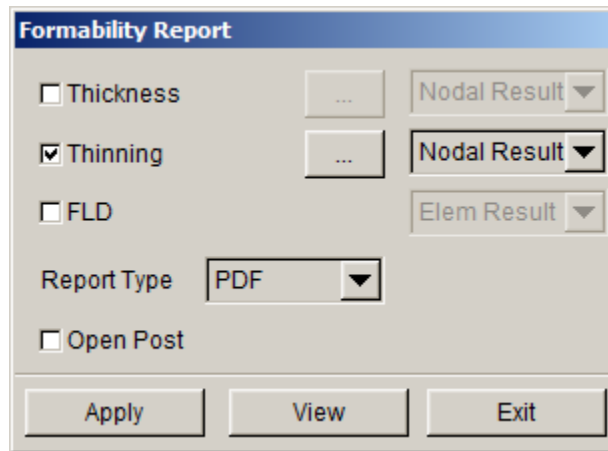 Formability Report
Thickness ... Nodal Result
Thinning ... Nodal Result
FLD Elem Result
Report Type PDF
Open Post
Apply View Exit